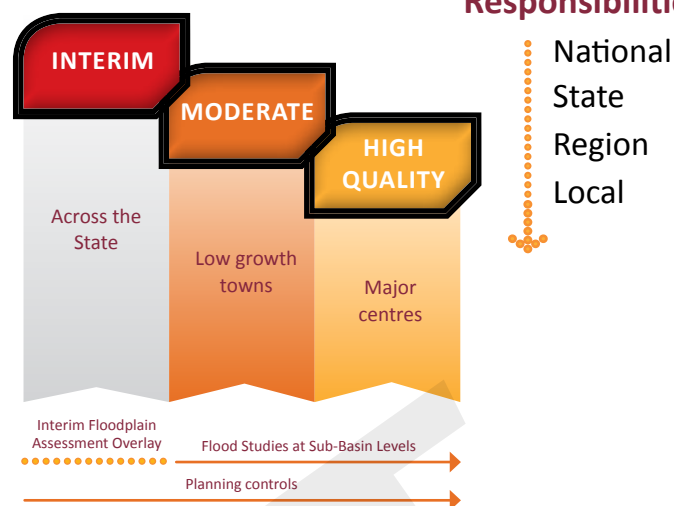 Responsibilitie
INTERIM
MODERATE
HIGH
QUALITY
National
State
Region
Local
Across the
State
Low growth
towns
Major
centres
Interim Floodplain
Assessment Overlay
Flood Studies at Sub-Basin Levels
Planning controls